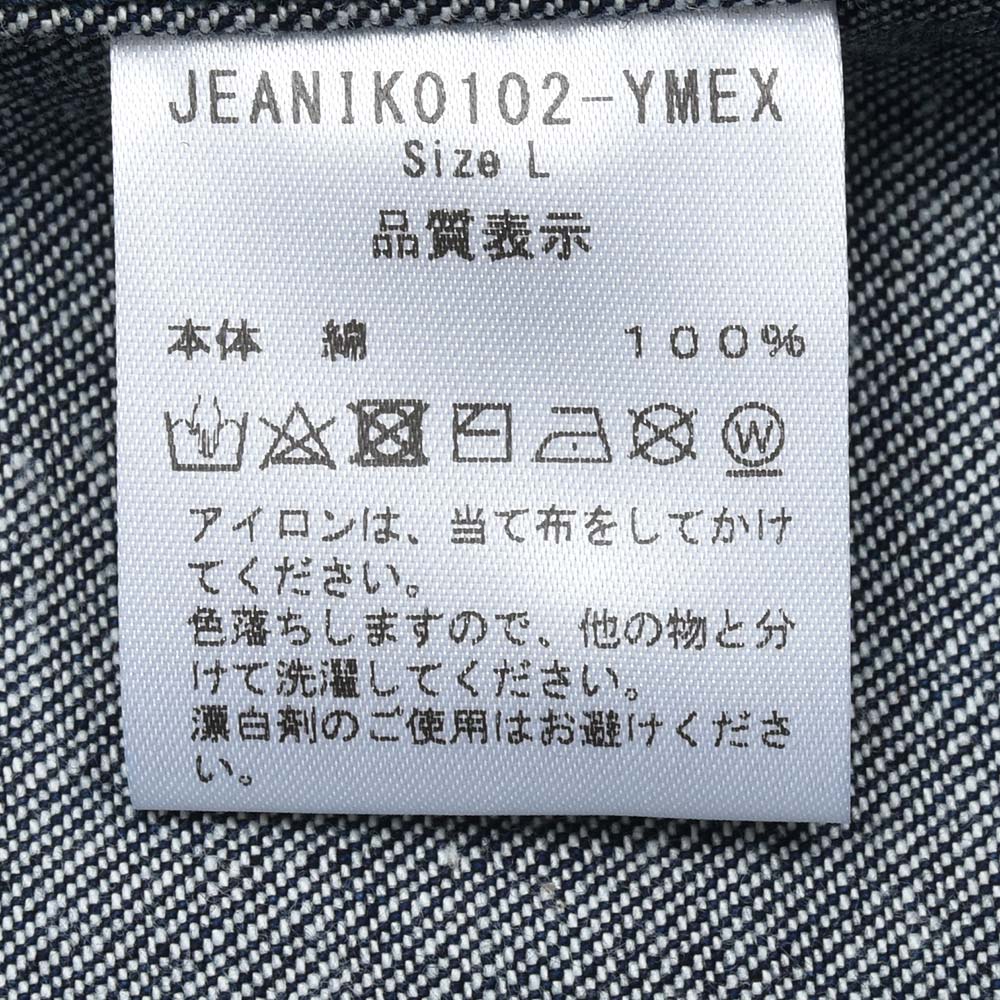 JEANIK0102-YMEX
Size L
品質表示
本体 綿 100%
W
アイロンは、当て布をしてかけ
てください。
色落ちしますので、他の物と分
けて洗濯してください。
漂白剤のご使用はお避けくださ
い。